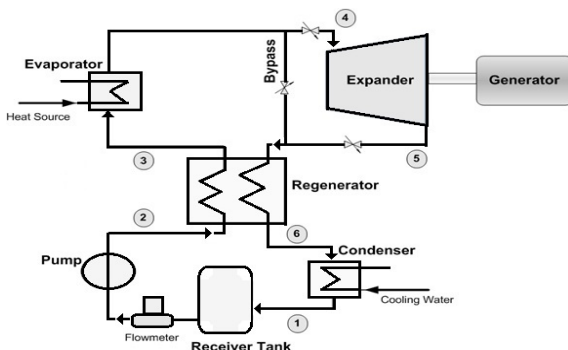 4
Evaporator
Bypass
Expander
Generator
Heat Source
3
5
Regenerator
2
6
Condenser
Pump
Cooling Water
1
Flowmeter
Receiver Tank